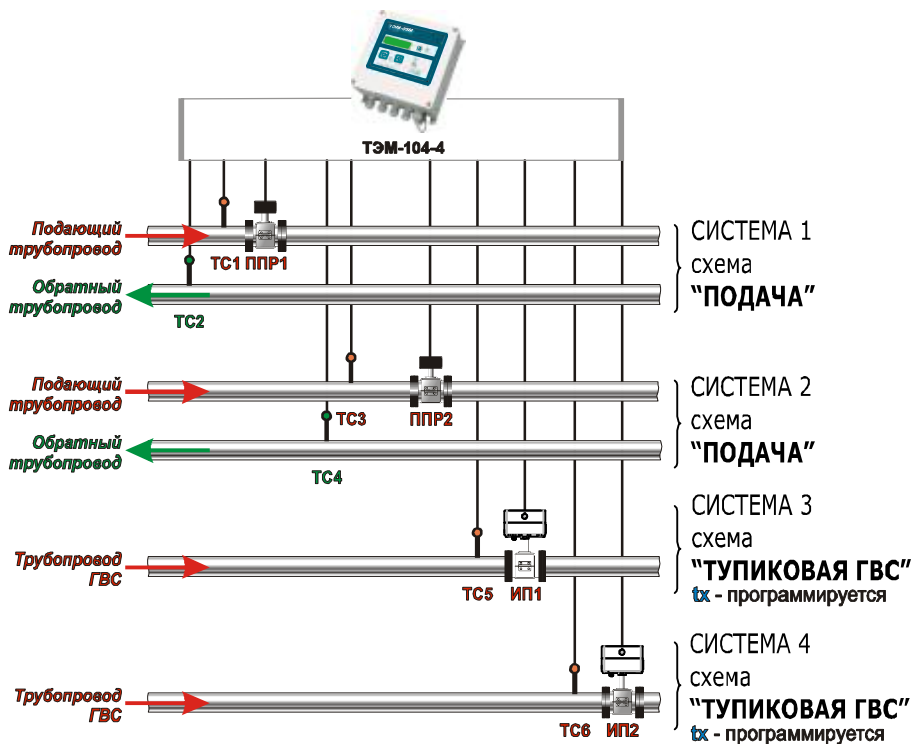 ТЭМ-104-4
Подающий
трубопровод
ТС1 ППР1
СИСТЕМА 1
схема
“ПОДАЧА”
Обратный
трубопровод
ТС2
Подающий
трубопровод
ТС3 ППР2
СИСТЕМА 2
схема
“ПОДАЧА”
Обратный
трубопровод
ТС4
Трубопровод
ГВС
ТС5 ИП1
СИСТЕМА 3
схема
“ТУПИКОВАЯ ГВС”
tx - программируется
Трубопровод
ГВС
ТС6 ИП2
СИСТЕМА 4
схема
“ТУПИКОВАЯ ГВС”
tx - программируется